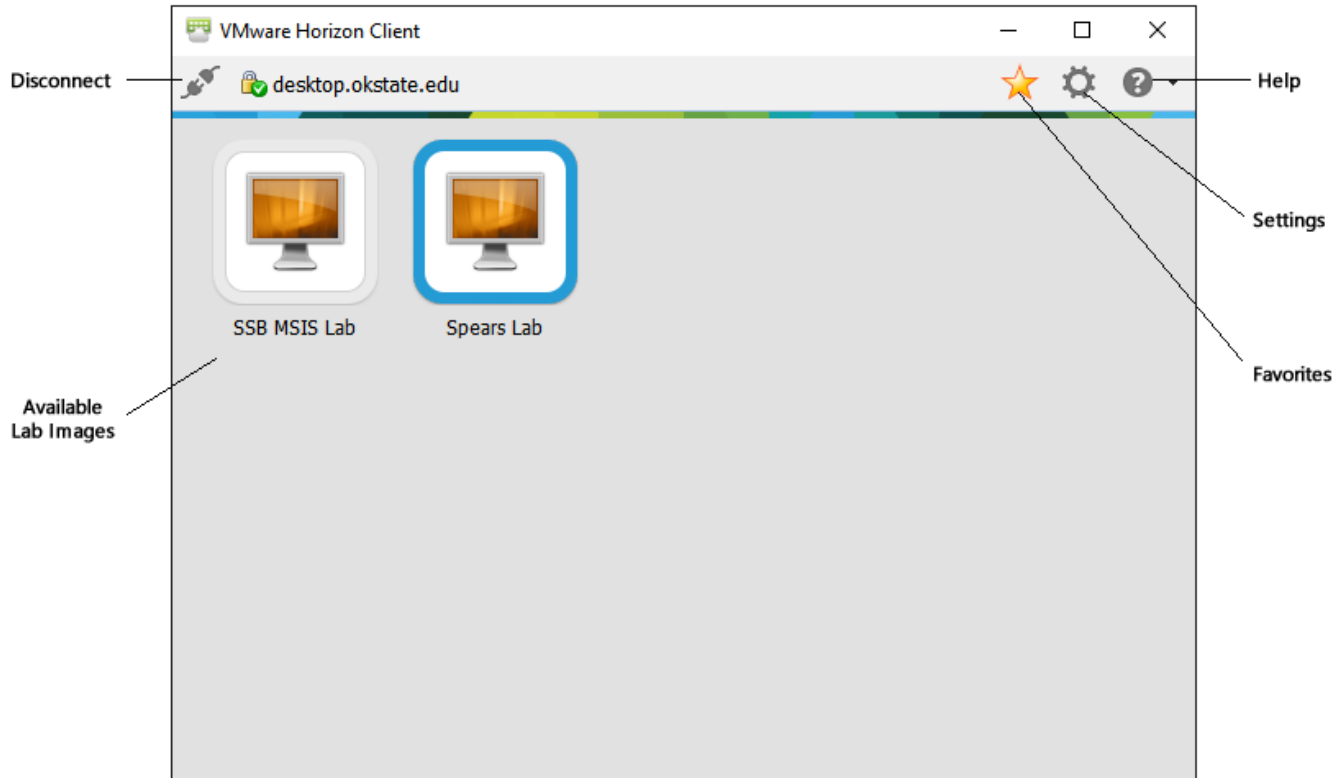 VMware Horizon Client
Disconnect
desktop.okstate.edu
Help
Settings
SSB MSIS Lab
Spears Lab
Favorites
Available
Lab Images